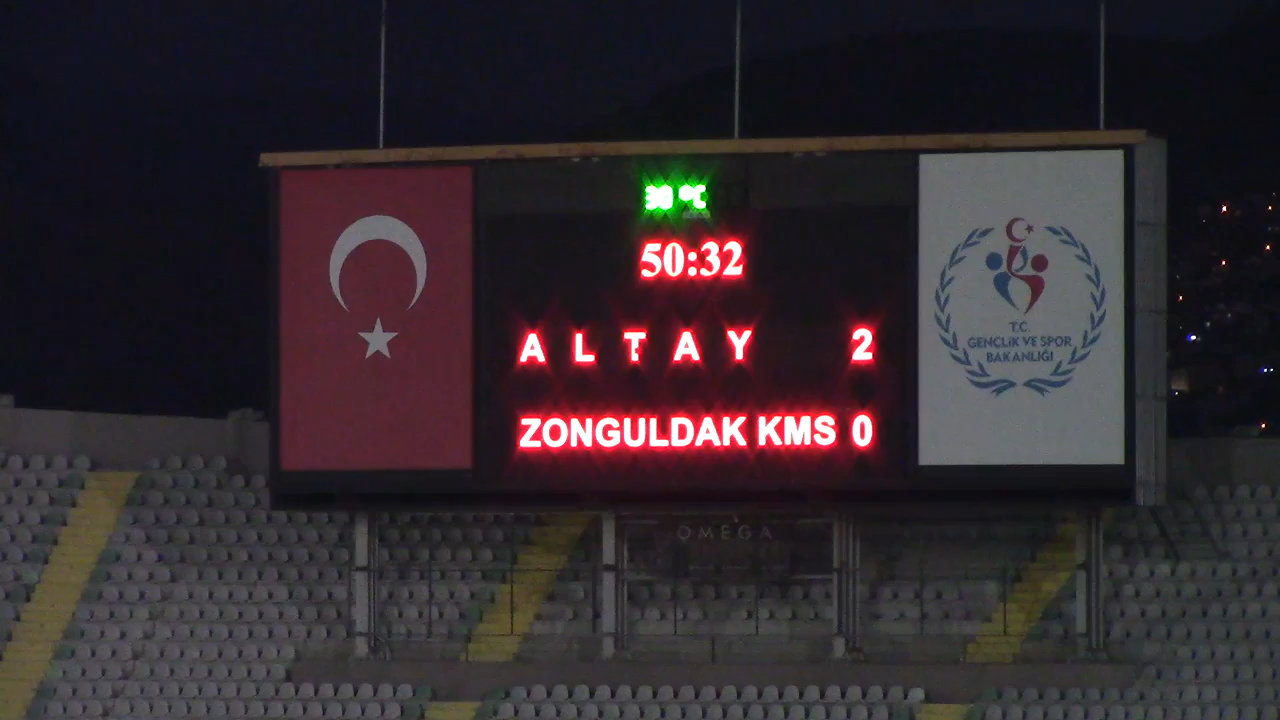 30 °C
50:32
ALTAY 2
ZONGULDAK KMS 0
T.C.
GENÇLİK VE SPOR
BAKANLIĞI
OMEGA